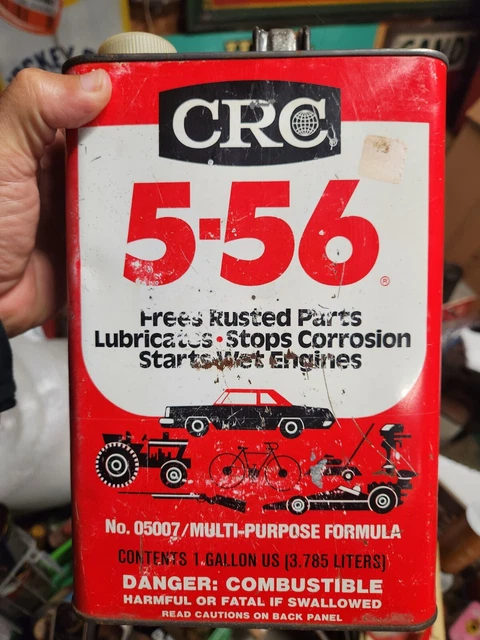 CRC
5-56
®
Frees Rusted Parts
Lubricates • Stops Corrosion
Starts Wet Engines
No. 05007/MULTI-PURPOSE FORMULA
CONTENTS 1 GALLON US (3.785 LITERS)
DANGER: COMBUSTIBLE
HARMFUL OR FATAL IF SWALLOWED
READ CAUTIONS ON BACK PANEL